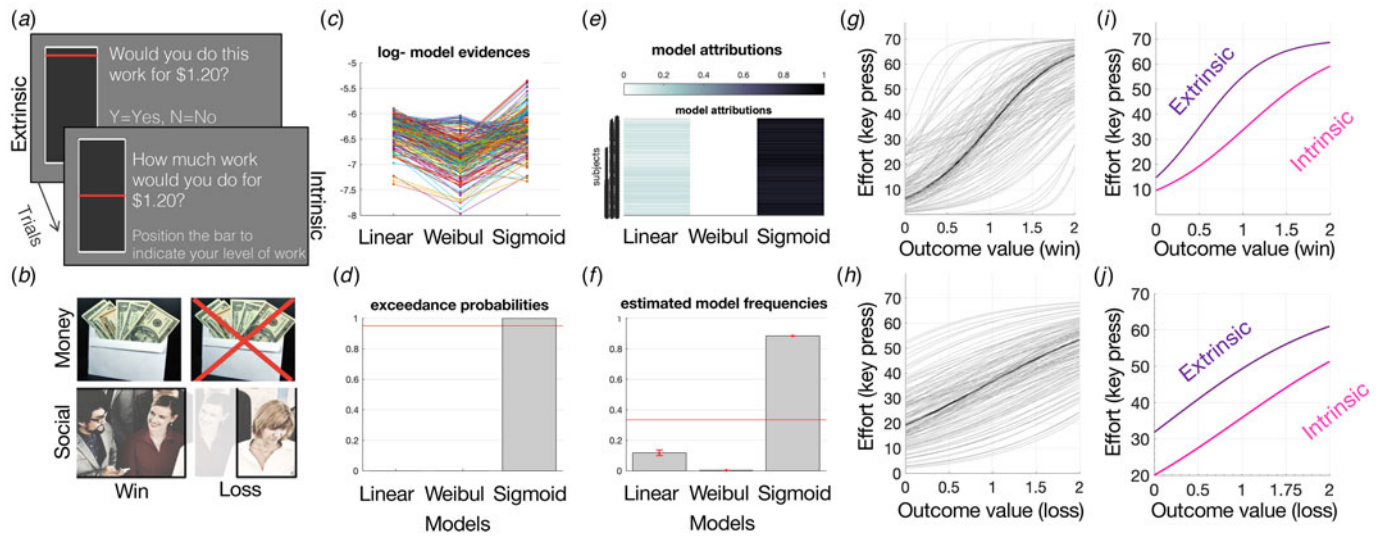 (a)
Extrinsic
Would you do this
work for $1.20?
Y=Yes, N=No
How much work
would you do for
$1.20?
Position the bar to
indicate your level of work
Intrinsic
Trials
(b)
Money
Social
Win
Loss
(c)
log- model evidences
-5
-5.5
-6
-6.5
-7
-7.5
-8
Linear Weibul Sigmoid
(d)
exceedance probabilities
1
0.8
0.6
0.4
0.2
0
Linear Weibul Sigmoid
Models
(e)
model attributions
0 0.2 0.4 0.6 0.8 1
model attributions
subjects
Linear Weibul Sigmoid
(f)
estimated model frequencies
1
0.8
0.6
0.4
0.2
0
Linear Weibul Sigmoid
Models
(g)
Effort (key press)
70
60
50
40
30
20
10
0 0.5 1 1.5 2
Outcome value (win)
(h)
Effort (key press)
70
60
50
40
30
20
10
0
0 0.5 1 1.5 2
Outcome value (loss)
(i)
Effort (key press)
70
60
50
40
30
20
10
Extrinsic
Intrinsic
0 0.5 1 1.5 2
Outcome value (win)
(j)
Effort (key press)
70
60
50
40
30
20
Extrinsic
Intrinsic
0 0.5 1 1.75 2
Outcome value (loss)